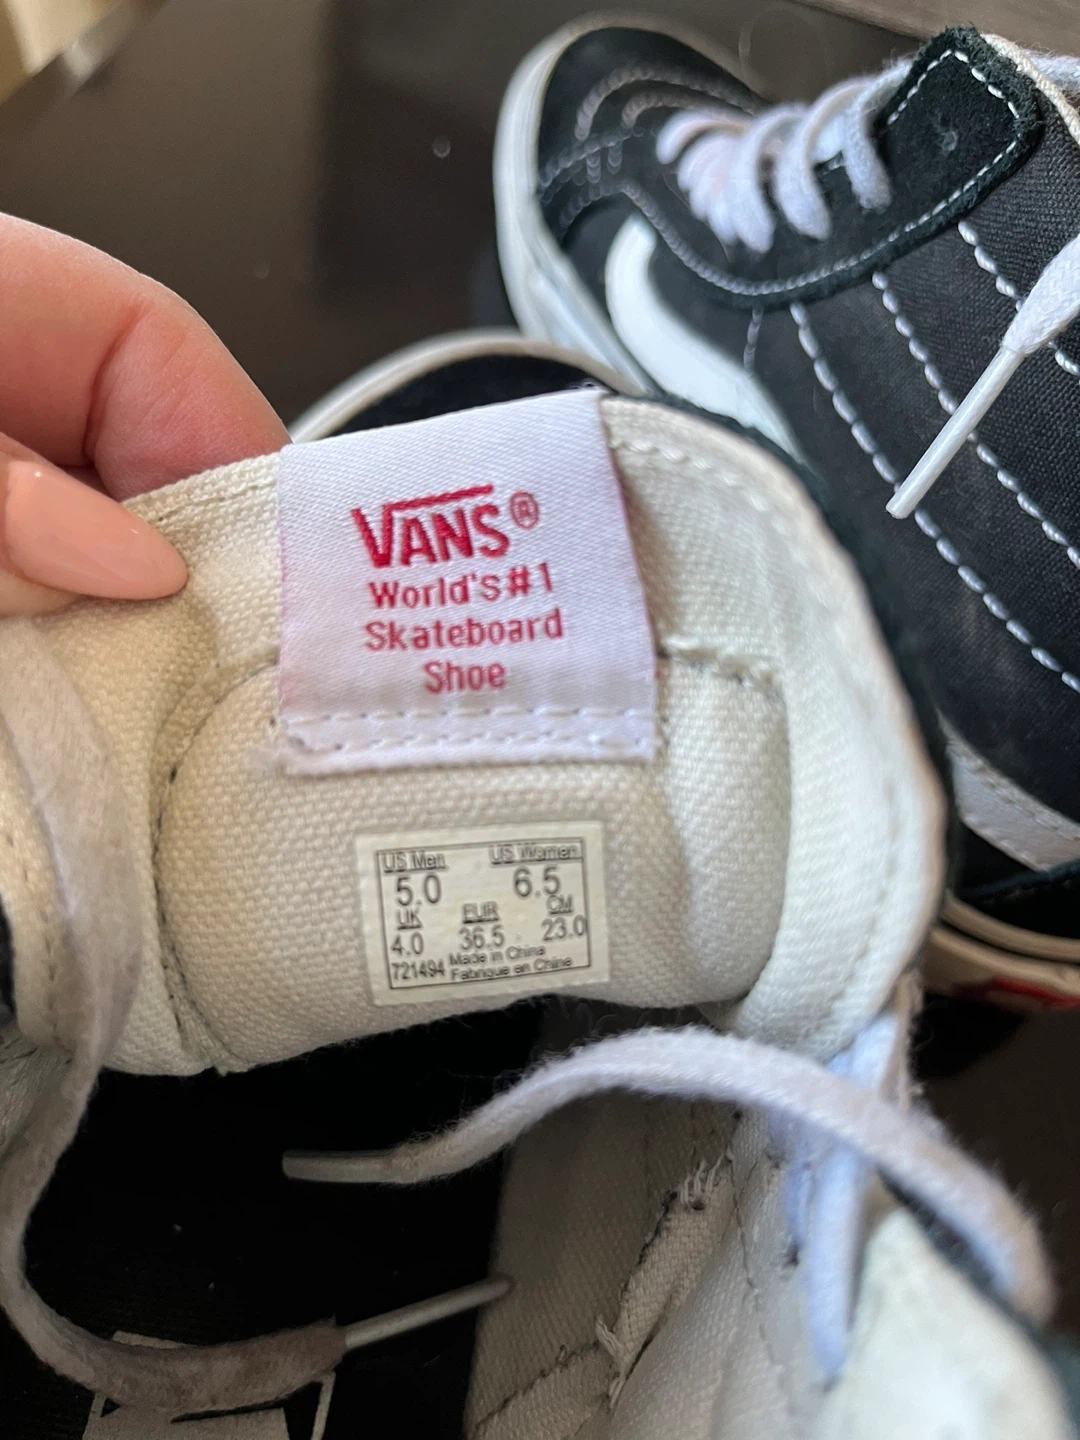 VANS®
World's #1
Skateboard
Shoe
US Men US Women
5.0 6.5
UK EUR CM
4.0 36.5 23.0
721494 Made in China
Fabrique en Chine